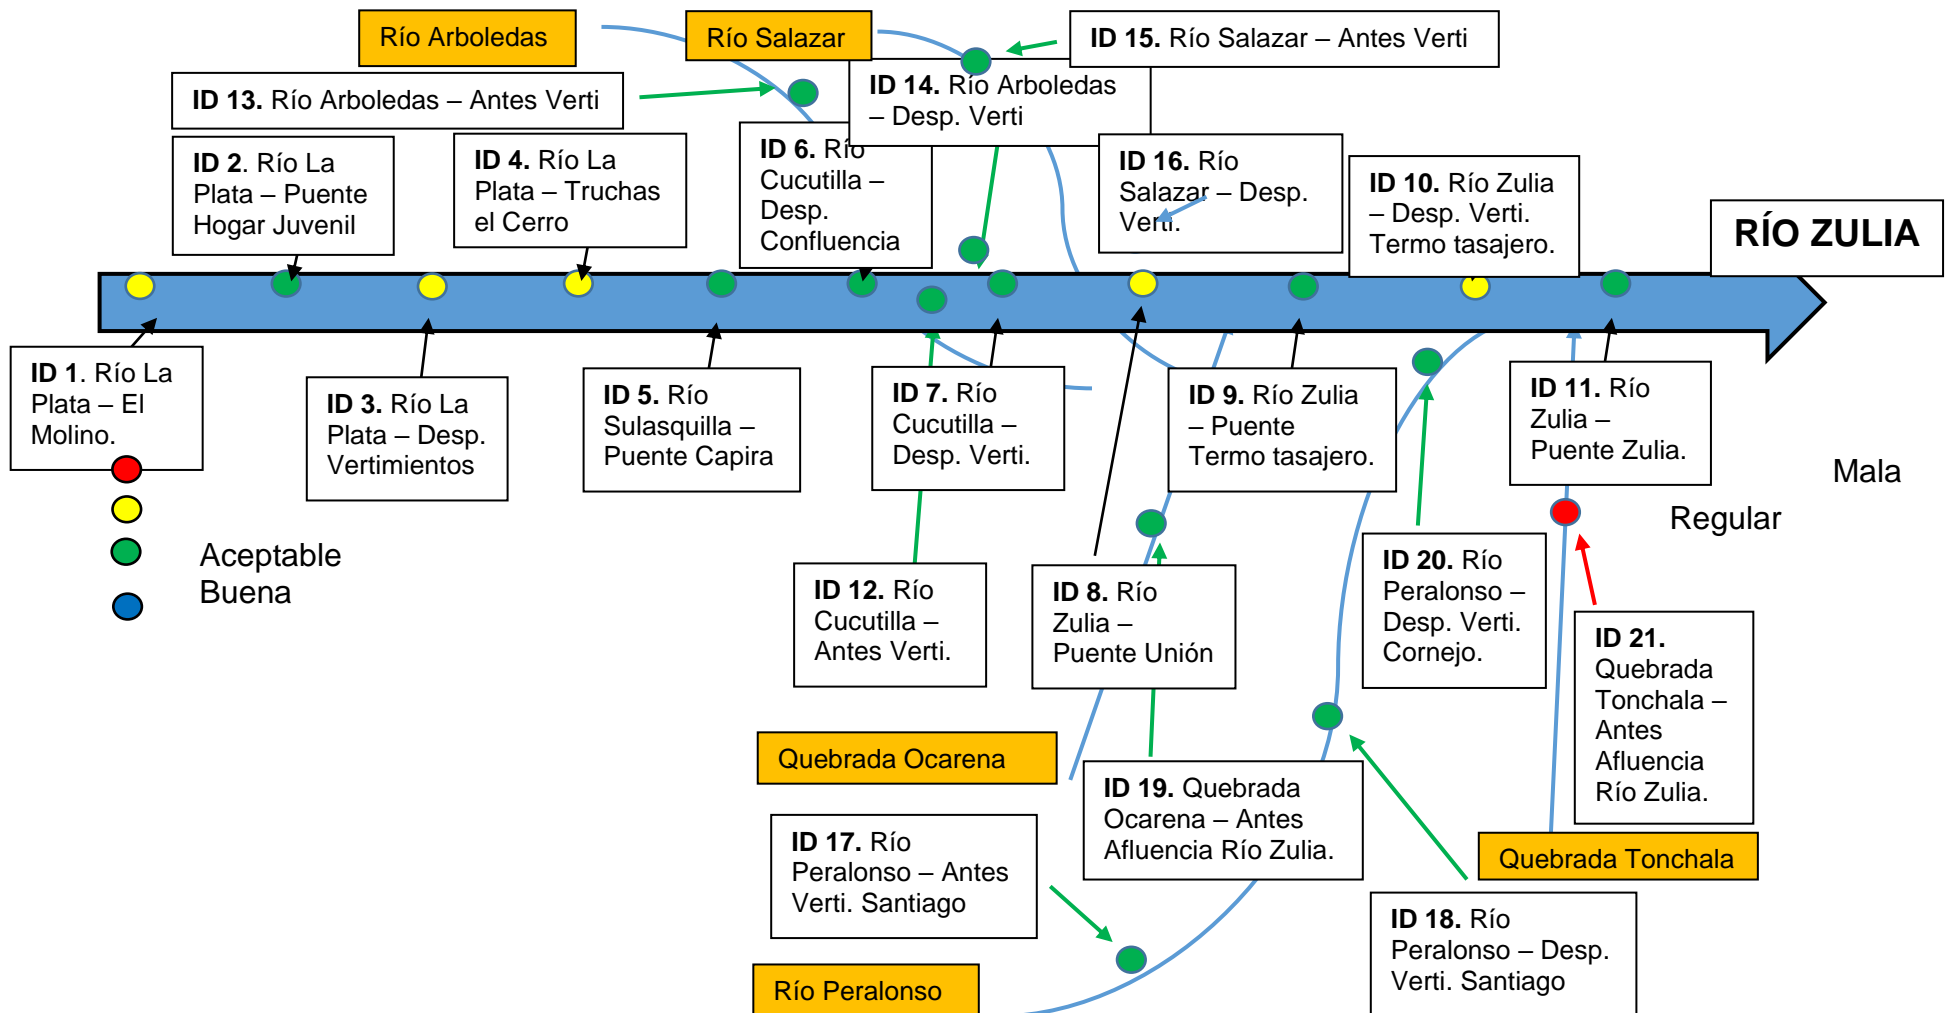 Río Arboledas
Río Salazar
ID 15. Río Salazar – Antes Verti
ID 13. Río Arboledas – Antes Verti
ID 14. Río Arboledas
– Desp. Verti
ID 2. Río La
Plata – Puente
Hogar Juvenil
ID 4. Río La
Plata – Truchas
el Cerro
ID 6. Río
Cucutilla –
Desp.
Confluencia
ID 16. Río
Salazar – Desp.
Verti.
ID 10. Río Zulia
– Desp. Verti.
Termo tasajero.
RÍO ZULIA
ID 1. Río La
Plata – El
Molino.
ID 3. Río La
Plata – Desp.
Vertimientos
ID 5. Río
Sulasquilla –
Puente Capira
ID 7. Río
Cucutilla –
Desp. Verti.
ID 9. Río Zulia
– Puente
Termo tasajero.
ID 11. Río
Zulia –
Puente Zulia.
Mala
Regular
Aceptable
Buena
ID 12. Río
Cucutilla –
Antes Verti.
ID 8. Río
Zulia –
Puente Unión
ID 20. Río
Peralonso –
Desp. Verti.
Cornejo.
ID 21.
Quebrada
Tonchala –
Antes
Afluencia
Río Zulia.
Quebrada Ocarena
ID 19. Quebrada
Ocarena – Antes
Afluencia Río Zulia.
ID 17. Río
Peralonso – Antes
Verti. Santiago
Quebrada Tonchala
ID 18. Río
Peralonso – Desp.
Verti. Santiago
Río Peralonso